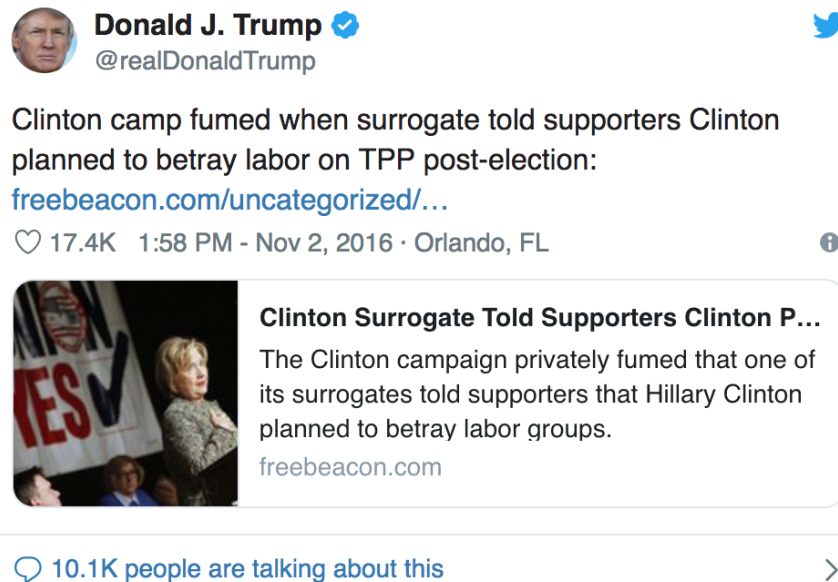 Donald J. Trump
@realDonaldTrump
Clinton camp fumed when surrogate told supporters Clinton
planned to betray labor on TPP post-election:
freebeacon.com/uncategorized/…
17.4K 1:58 PM - Nov 2, 2016 · Orlando, FL
YES
Clinton Surrogate Told Supporters Clinton P...
The Clinton campaign privately fumed that one of
its surrogates told supporters that Hillary Clinton
planned to betray labor groups.
freebeacon.com
10.1K people are talking about this